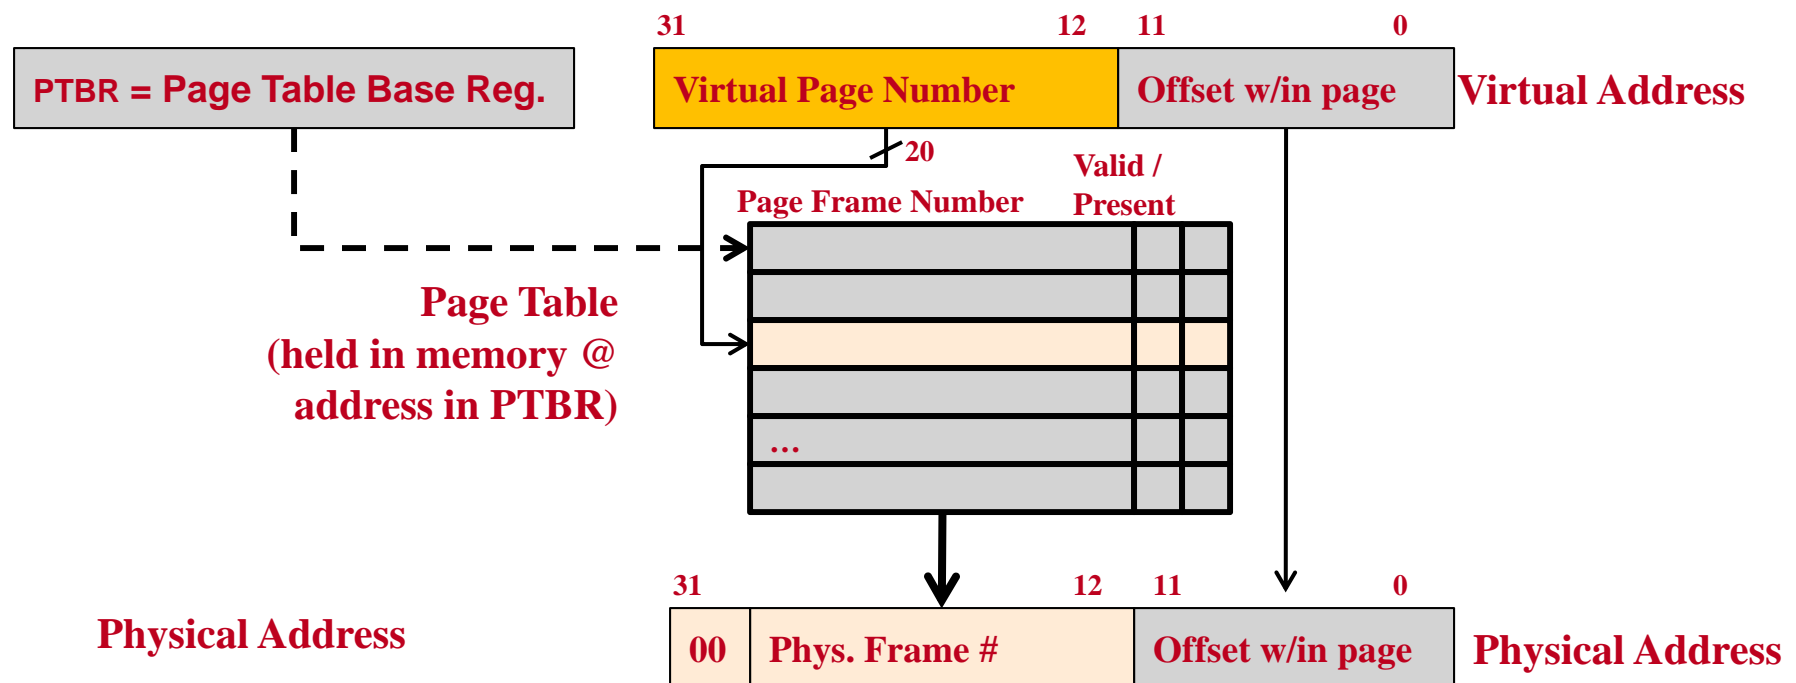 31 12 11 0
PTBR = Page Table Base Reg.
Virtual Page Number
Offset w/in page
Virtual Address
20
Valid /
Present
Page Frame Number
Page Table
(held in memory @
address in PTBR)
...
31 12 11 0
Physical Address
00
Phys. Frame #
Offset w/in page
Physical Address